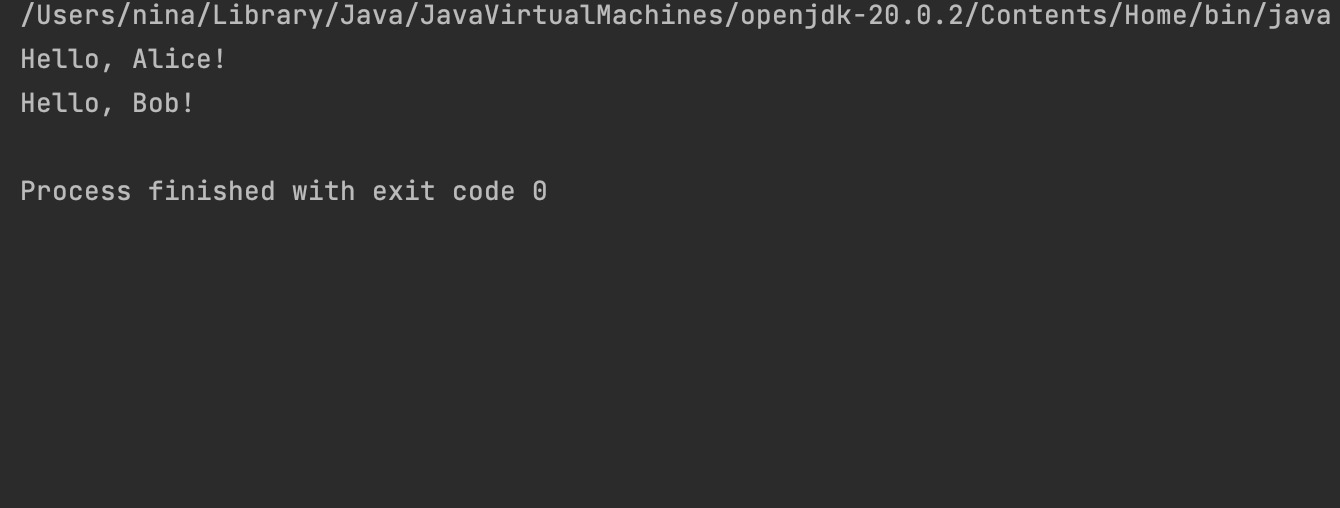 /Users/nina/Library/Java/JavaVirtualMachines/openjdk-20.0.2/Contents/Home/bin/java
Hello, Alice!
Hello, Bob!
Process finished with exit code 0